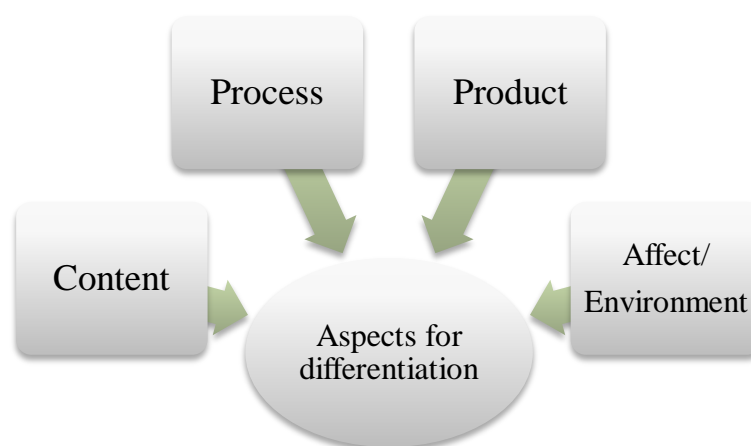 Process
Product
Content
Affect/
Environment
Aspects for
differentiation